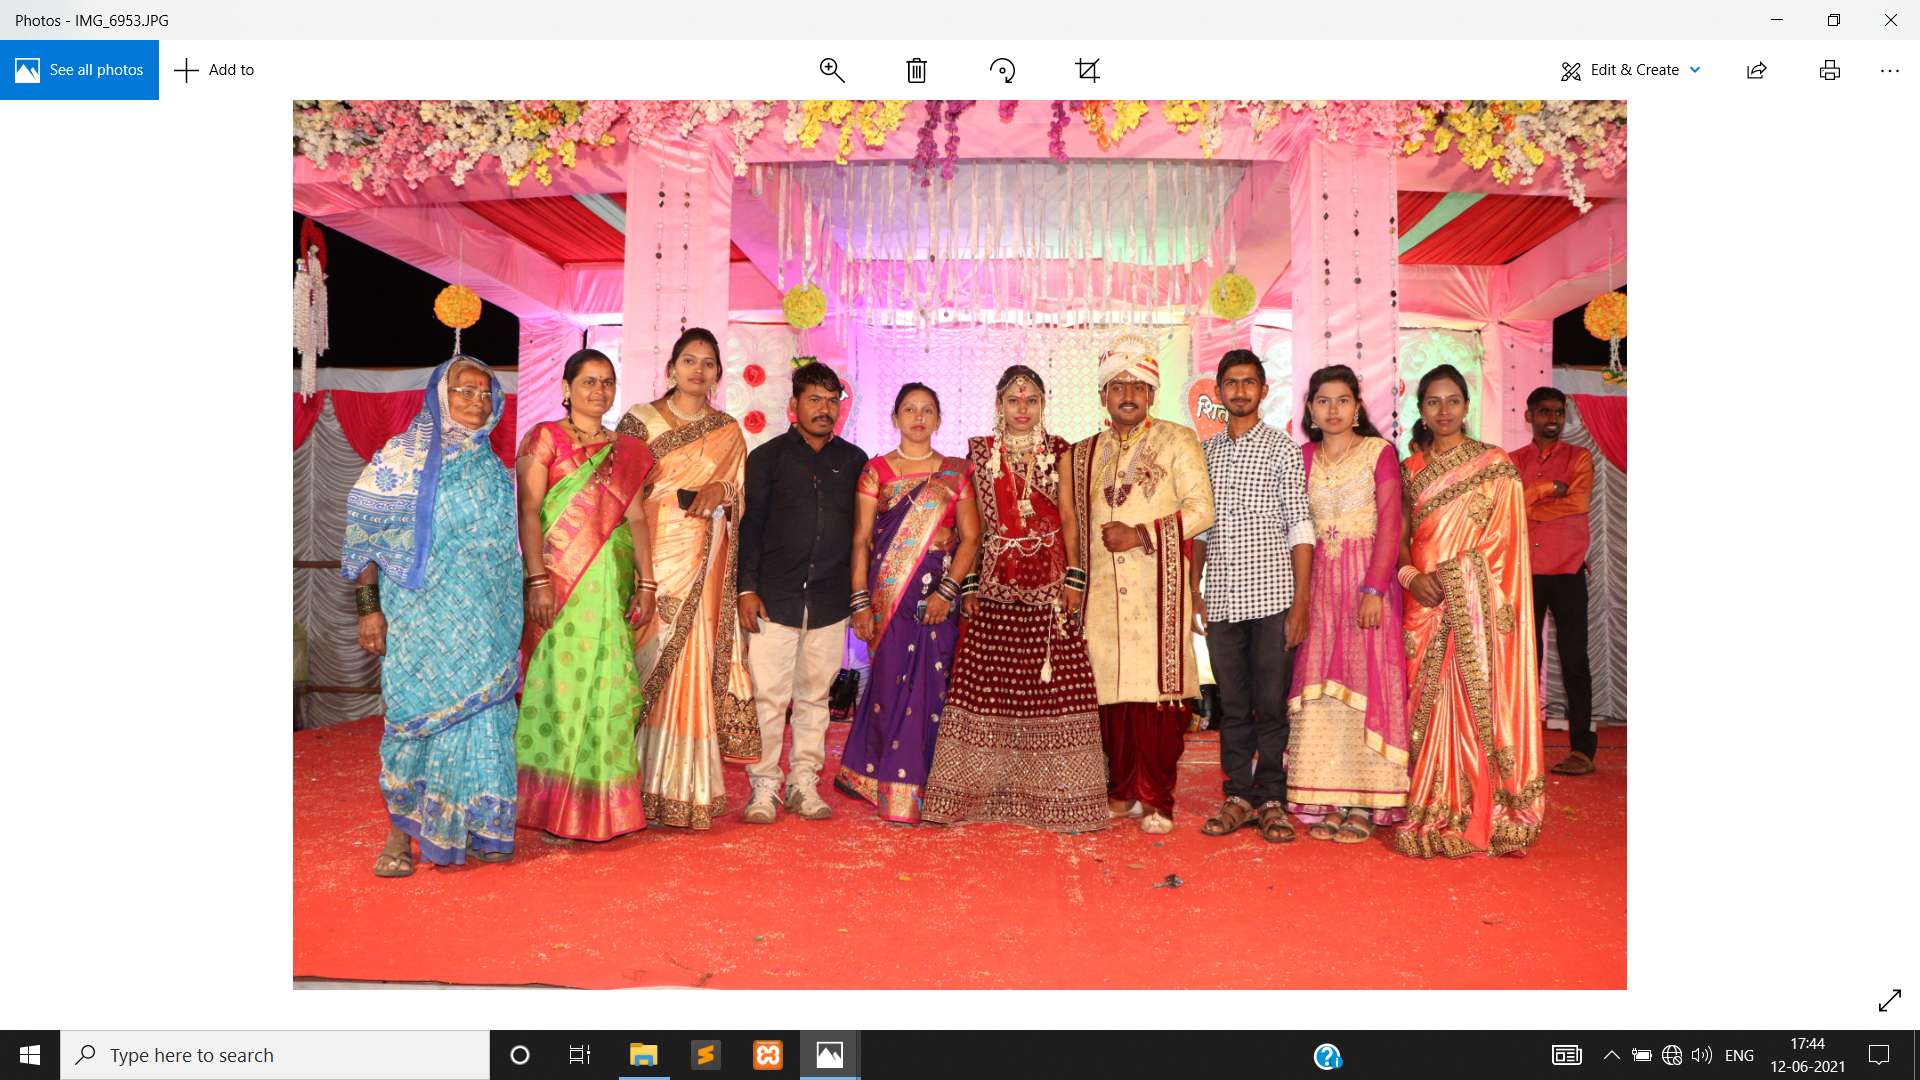 Photos - IMG_6953.JPG
See all photos
Add to
Edit & Create
Type here to search
ENG
17:44
12-06-2021